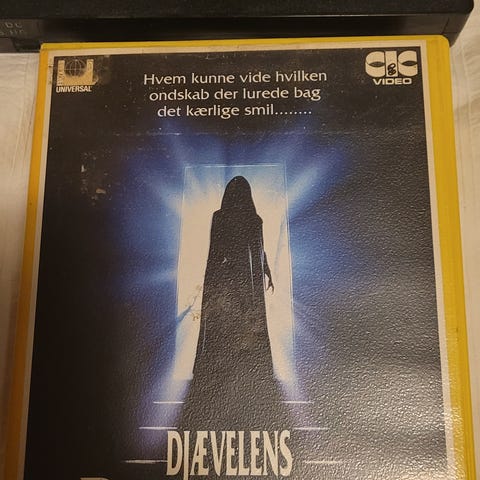 UNIVERSAL
Hvem kunne vide hvilken
ondskab der lurede bag
det kærlige smil........
CIC
VIDEO
DJÆVELENS